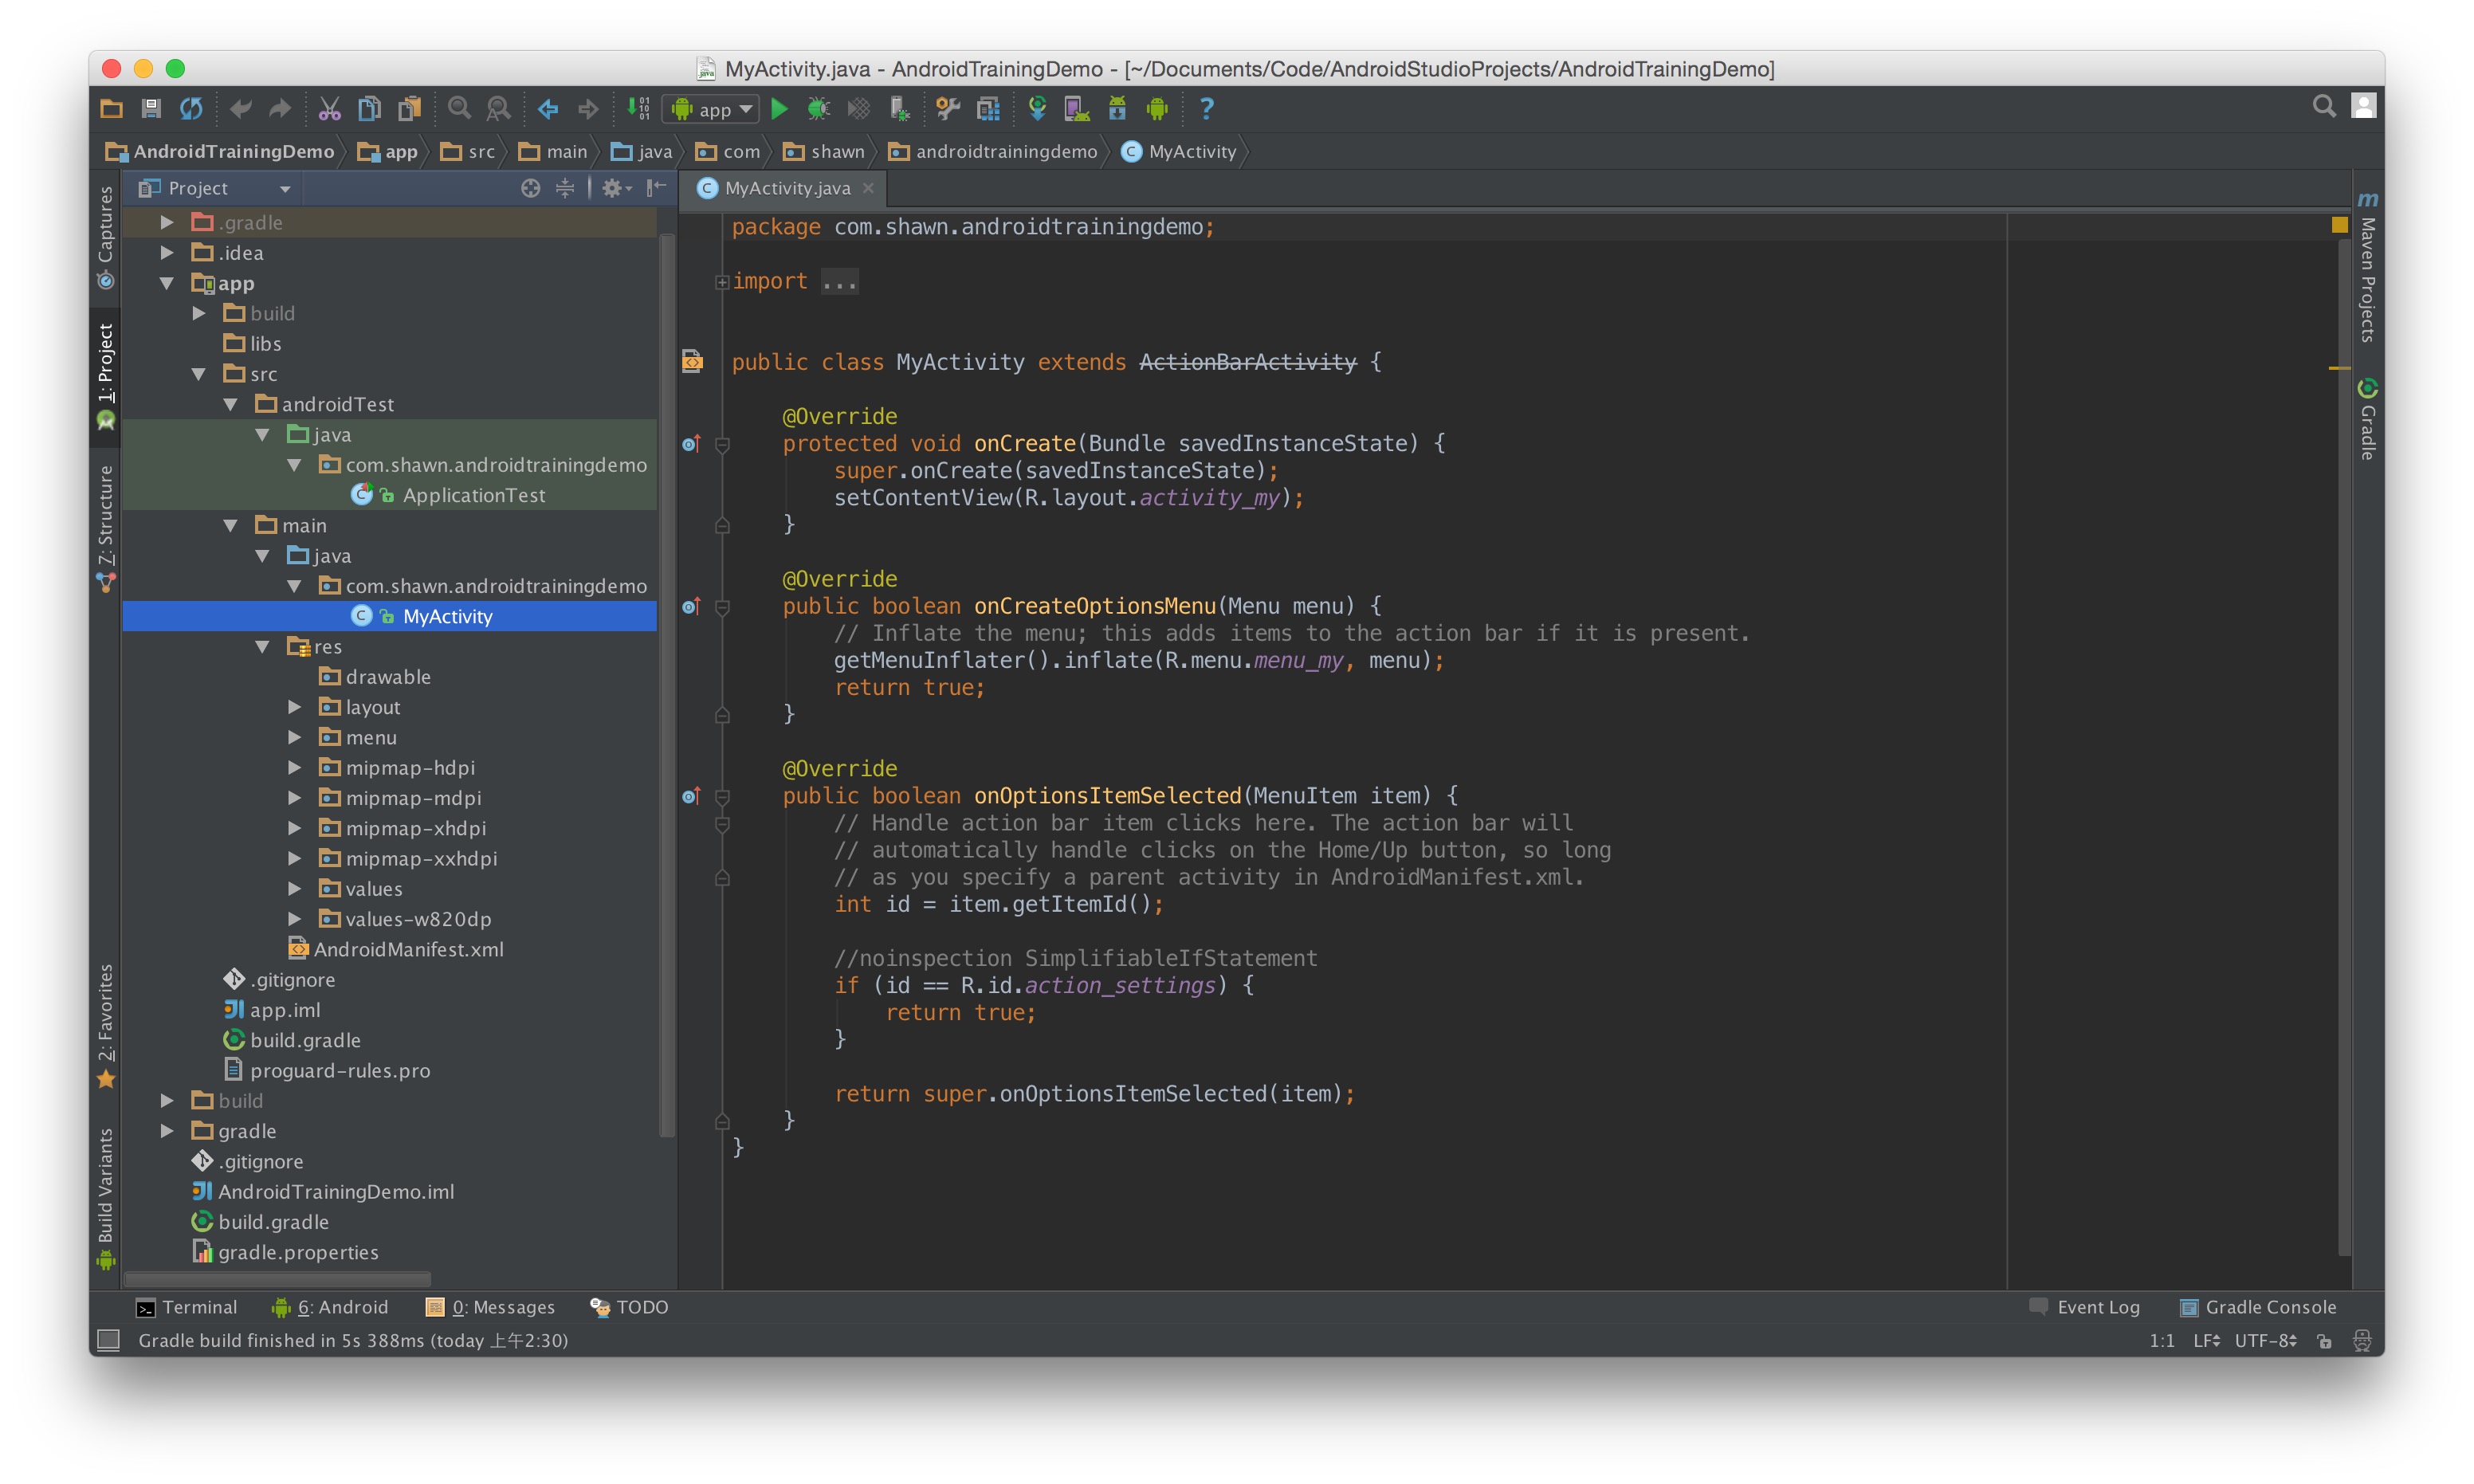 MyActivity.java - AndroidTrainingDemo - [~/Documents/Code/AndroidStudioProjects/AndroidTrainingDemo]
app
AndroidTrainingDemo app src main java com shawn androidtrainingdemo MyActivity
Captures
1: Project
7: Structure
2: Favorites
Build Variants
Project
.gradle
.idea
app
build
libs
src
androidTest
java
com.shawn.androidtrainingdemo
ApplicationTest
main
java
com.shawn.androidtrainingdemo
MyActivity
res
drawable
layout
menu
mipmap-hdpi
mipmap-mdpi
mipmap-xhdpi
mipmap-xxhdpi
values
values-w820dp
AndroidManifest.xml
.gitignore
app.iml
build.gradle
proguard-rules.pro
build
gradle
.gitignore
AndroidTrainingDemo.iml
build.gradle
gradle.properties
MyActivity.java
package com.shawn.androidtrainingdemo;
import ...
public class MyActivity extends ActionBarActivity {
@Override
protected void onCreate(Bundle savedInstanceState) {
super.onCreate(savedInstanceState);
setContentView(R.layout.activity_my);
}
@Override
public boolean onCreateOptionsMenu(Menu menu) {
// Inflate the menu; this adds items to the action bar if it is present.
getMenuInflater().inflate(R.menu.menu_my, menu);
return true;
}
@Override
public boolean onOptionsItemSelected(MenuItem item) {
// Handle action bar item clicks here. The action bar will
// automatically handle clicks on the Home/Up button, so long
// as you specify a parent activity in AndroidManifest.xml.
int id = item.getItemId();
//noinspection SimplifiableIfStatement
if (id == R.id.action_settings) {
return true;
}
return super.onOptionsItemSelected(item);
}
}
Maven Projects
Gradle
Terminal 6: Android 0: Messages TODO Event Log Gradle Console
Gradle build finished in 5s 388ms (today 上午2:30) 1:1 LF UTF-8